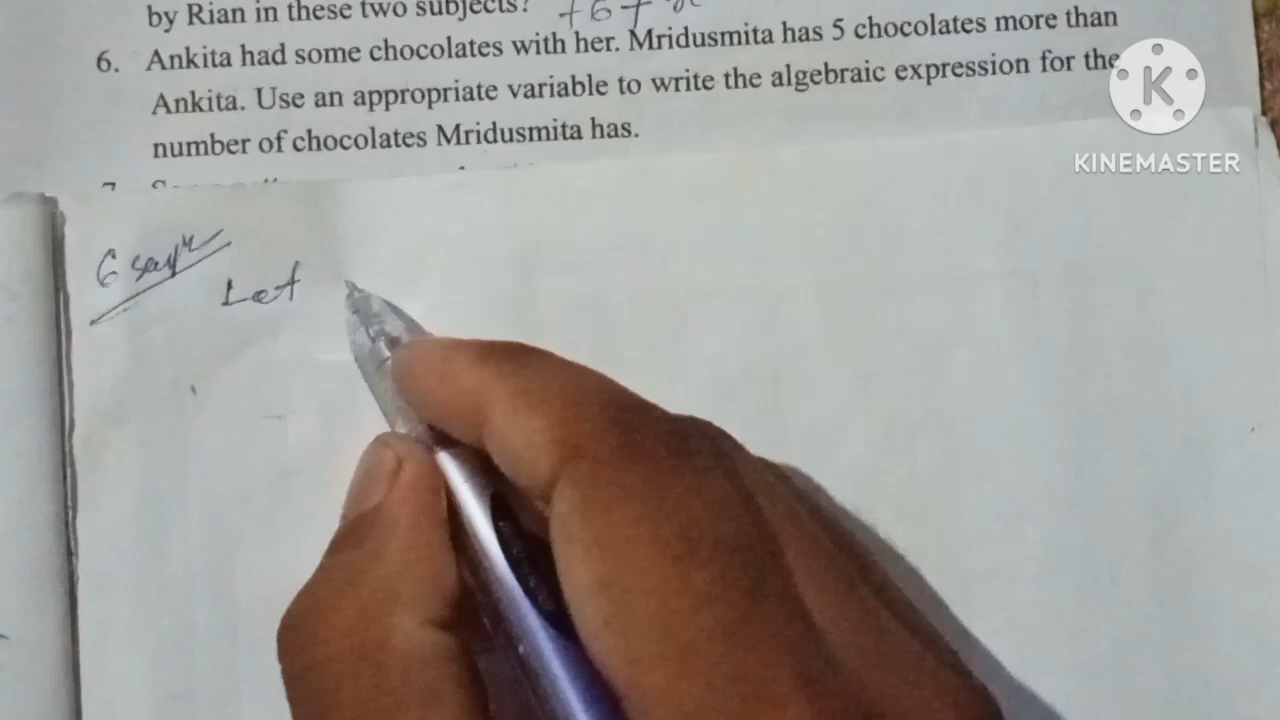 by Rian in these two subjects? + 6 +
6. Ankita had some chocolates with her. Mridusmita has 5 chocolates more than
Ankita. Use an appropriate variable to write the algebraic expression for the
number of chocolates Mridusmita has.
K
KINEMASTER
6
Let